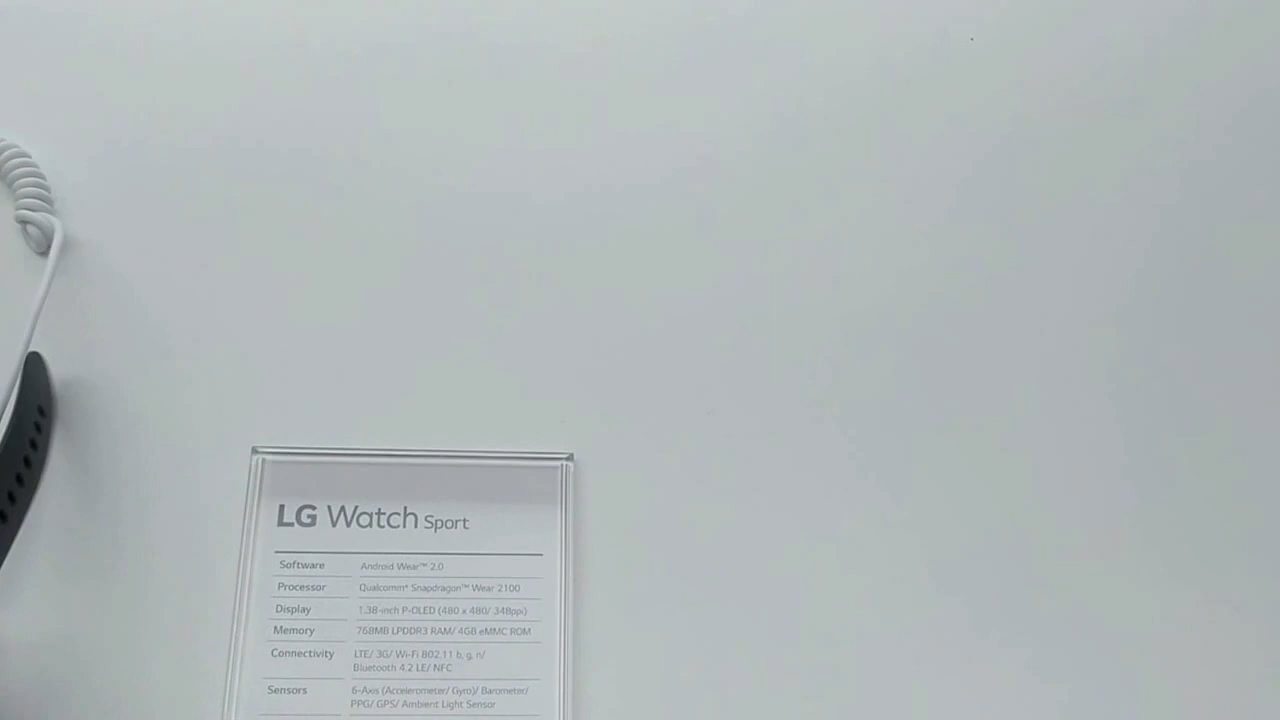 LG Watch Sport
Software Android Wear™ 2.0
Processor Qualcomm® Snapdragon™ Wear 2100
Display 1.38-inch P-OLED (480 x 480/ 348ppi)
Memory 768MB LPDDR3 RAM/ 4GB eMMC ROM
Connectivity LTE/ 3G/ Wi-Fi 802.11 b, g, n/
Bluetooth 4.2 LE/ NFC
Sensors 6-Axis (Accelerometer/ Gyro)/ Barometer/
PPG/ GPS/ Ambient Light Sensor